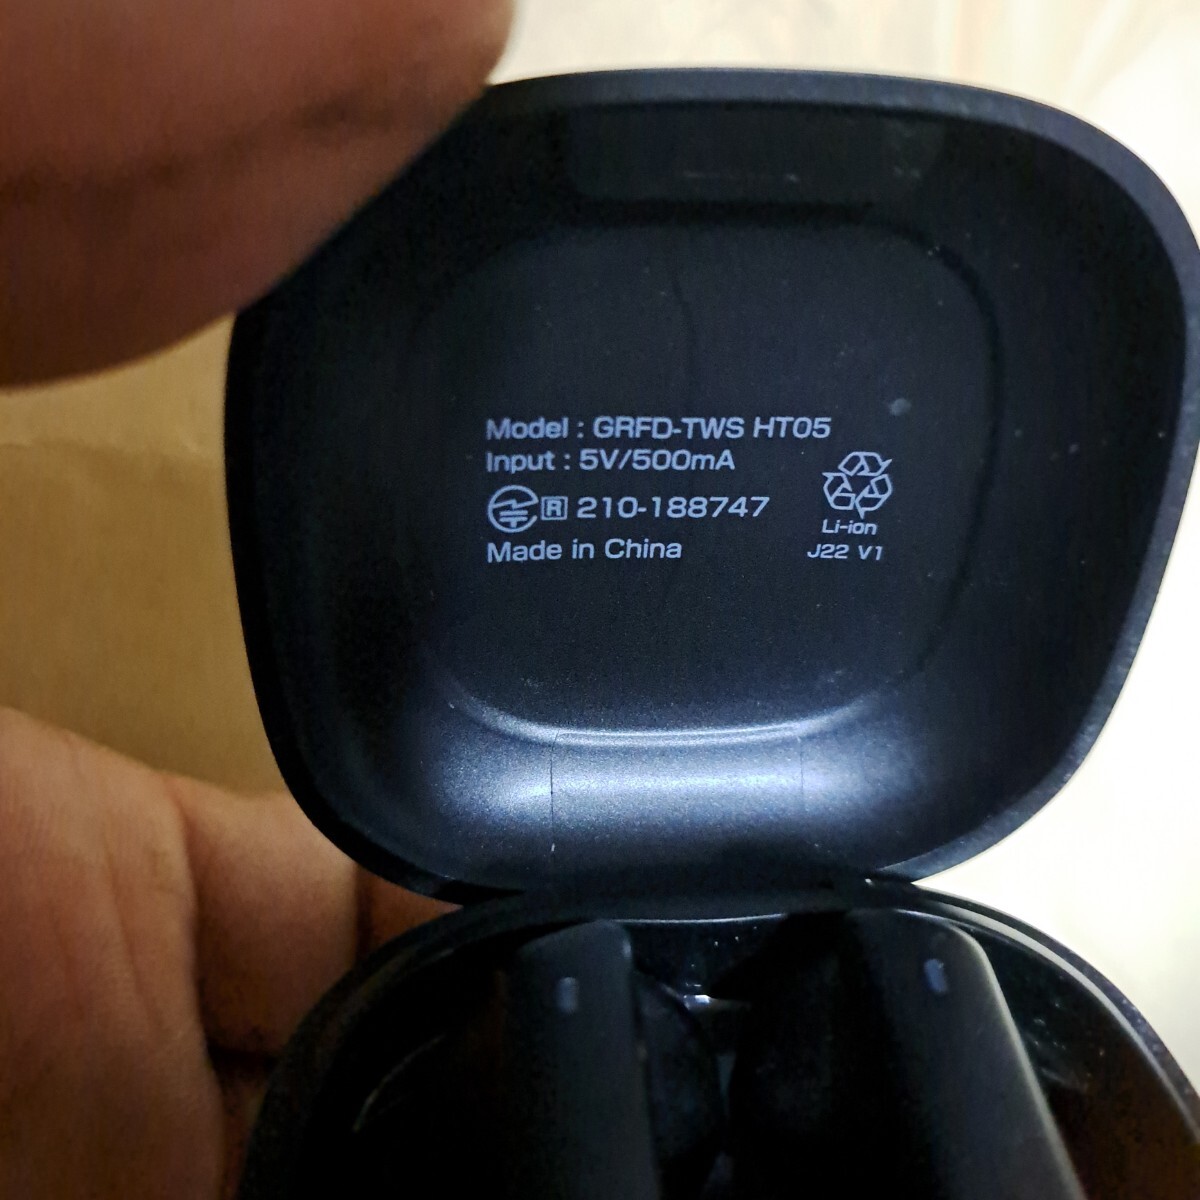 Model : GRFD-TWS HT05
Input : 5V/500mA
R 210-188747
Made in China
Li-ion
J22 V1